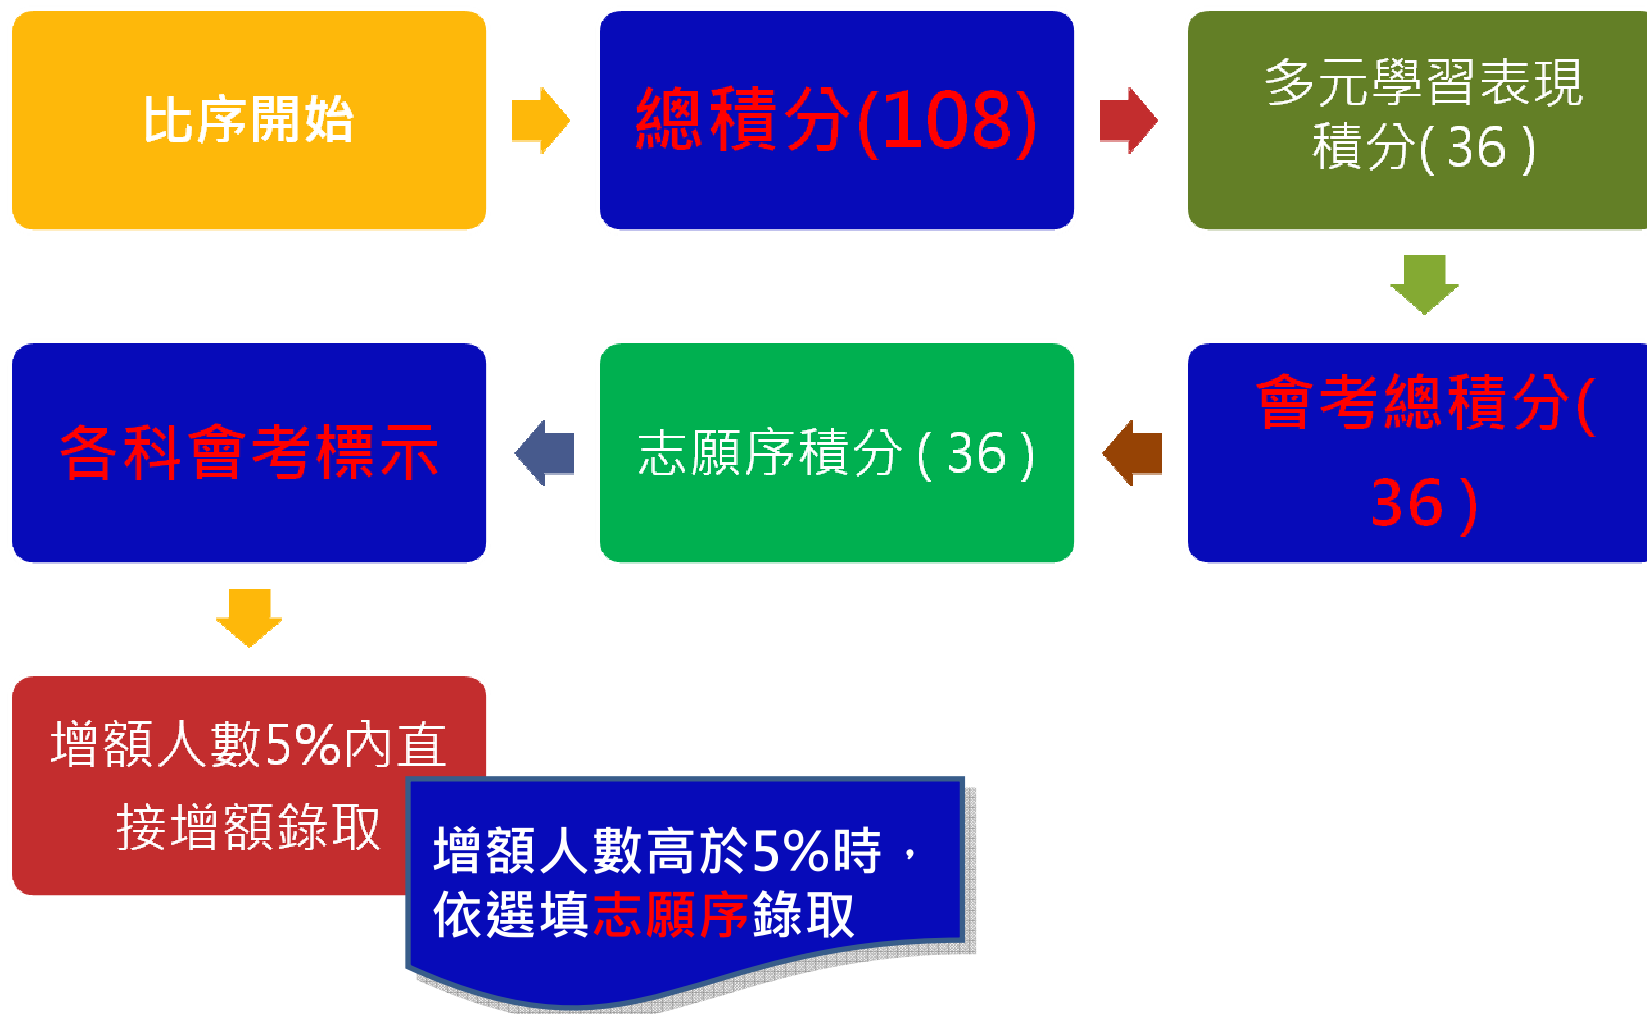 比序開始
總積分(108)
多元學習表現
積分( 36 )
會考總積分(
36 )
志願序積分 ( 36 )
各科會考標示
增額人數5%內直
接增額錄取
增額人數高於5%時，
依選填志願序錄取